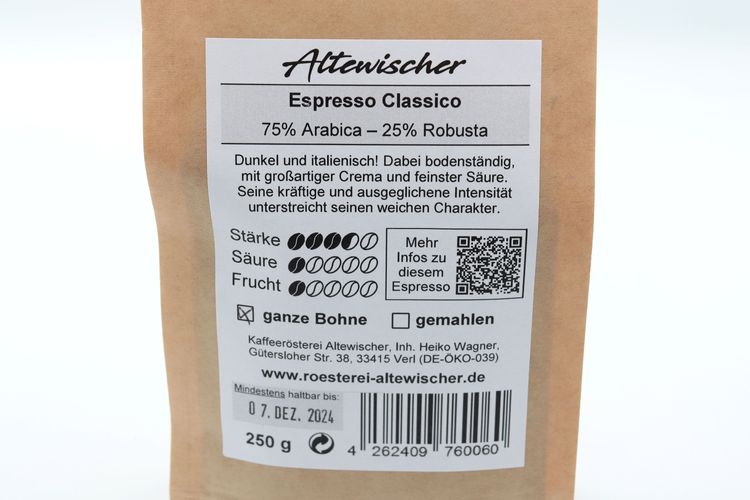 Altewischer
Espresso Classico
75% Arabica – 25% Robusta
Dunkel und italienisch! Dabei bodenständig,
mit großartiger Crema und feinster Säure.
Seine kräftige und ausgeglichene Intensität
unterstreicht seinen weichen Charakter.
Stärke
Säure
Frucht
Mehr
Infos zu
diesem
Espresso
ganze Bohne
gemahlen
Kaffeerösterei Altewischer, Inh. Heiko Wagner,
Gütersloher Str. 38, 33415 Verl (DE-ÖKO-039)
www.roesterei-altewischer.de
Mindestens haltbar bis:
07. DEZ. 2024
250 g
4 262409 760060